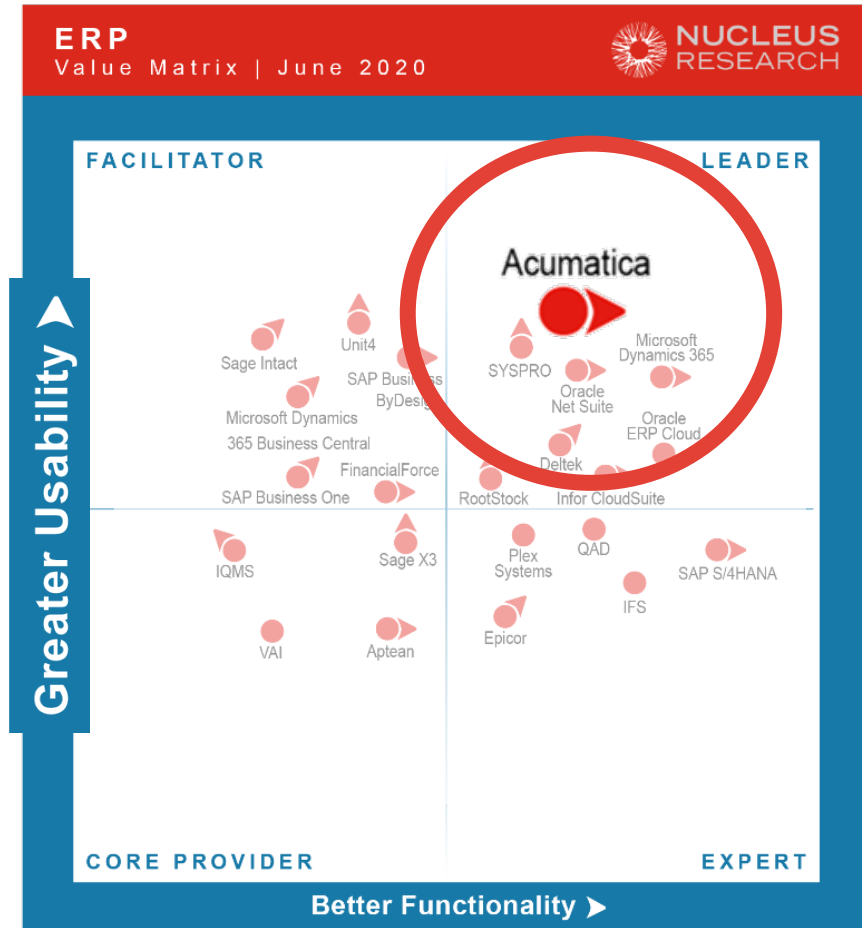 ERP
Value Matrix | June 2020
NUCLEUS
RESEARCH
FACILITATOR
LEADER
Acumatica
Unit4
Sage Intact
SAP Business
ByDesign
Microsoft Dynamics
365 Business Central
SYSPRO
Oracle
Net Suite
Microsoft
Dynamics 365
Oracle
ERP Cloud
Deltek
SAP Business One
FinancialForce
RootStock
Infor CloudSuite
IQMS
Sage X3
Plex
Systems
QAD
SAP S/4HANA
IFS
VAI
Aptean
Epicor
Greater Usability
CORE PROVIDER
EXPERT
Better Functionality